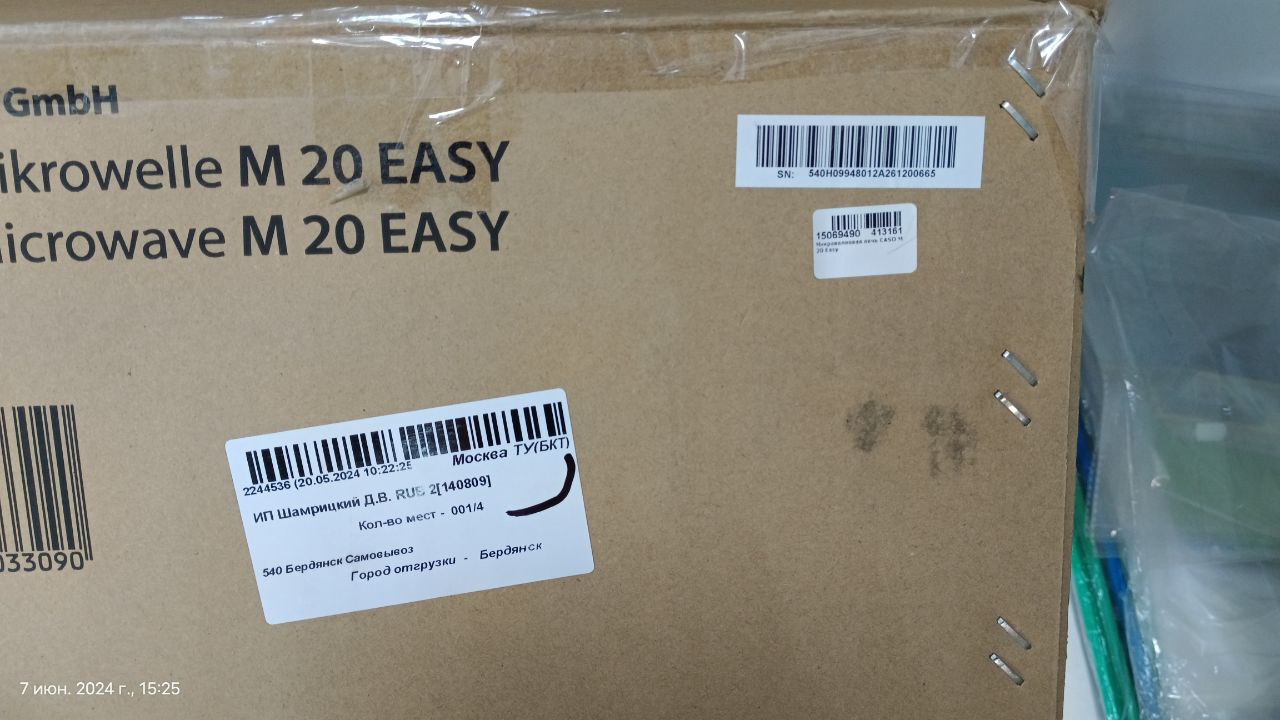 GmbH
ikrowelle M 20 EASY
icrowave M 20 EASY
SN: 540H09948012A261200665
15069490 413161
Микроволновая печь CASO M
20 Easy
Москва ТУ(БКТ)
2244536 (20.05.2024 10:22:25
ИП Шамрицкий Д.В. RUS 2[140809]
Кол-во мест - 001/4
540 Бердянск Самовывоз
Город отгрузки - Бердянск
033090
7 июн. 2024 г., 15:25